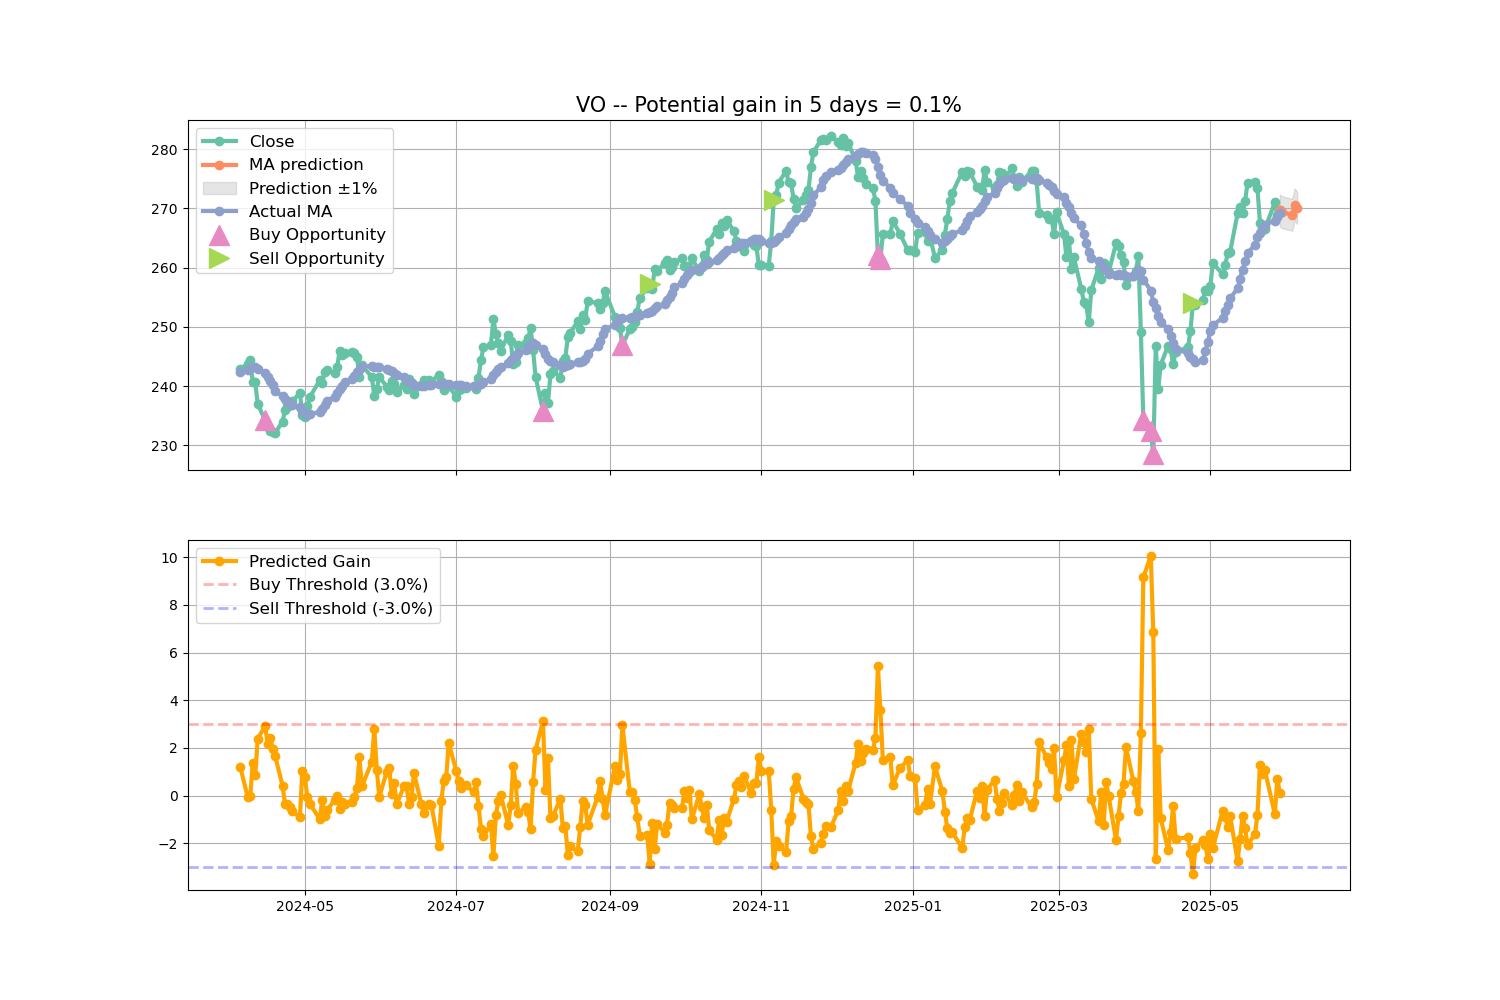 VO -- Potential gain in 5 days = 0.1%
Close
MA prediction
Prediction ±1%
Actual MA
Buy Opportunity
Sell Opportunity
280
270
260
250
240
230
Predicted Gain
Buy Threshold (3.0%)
Sell Threshold (-3.0%)
10
8
6
4
2
0
−2
2024-05 2024-07 2024-09 2024-11 2025-01 2025-03 2025-05